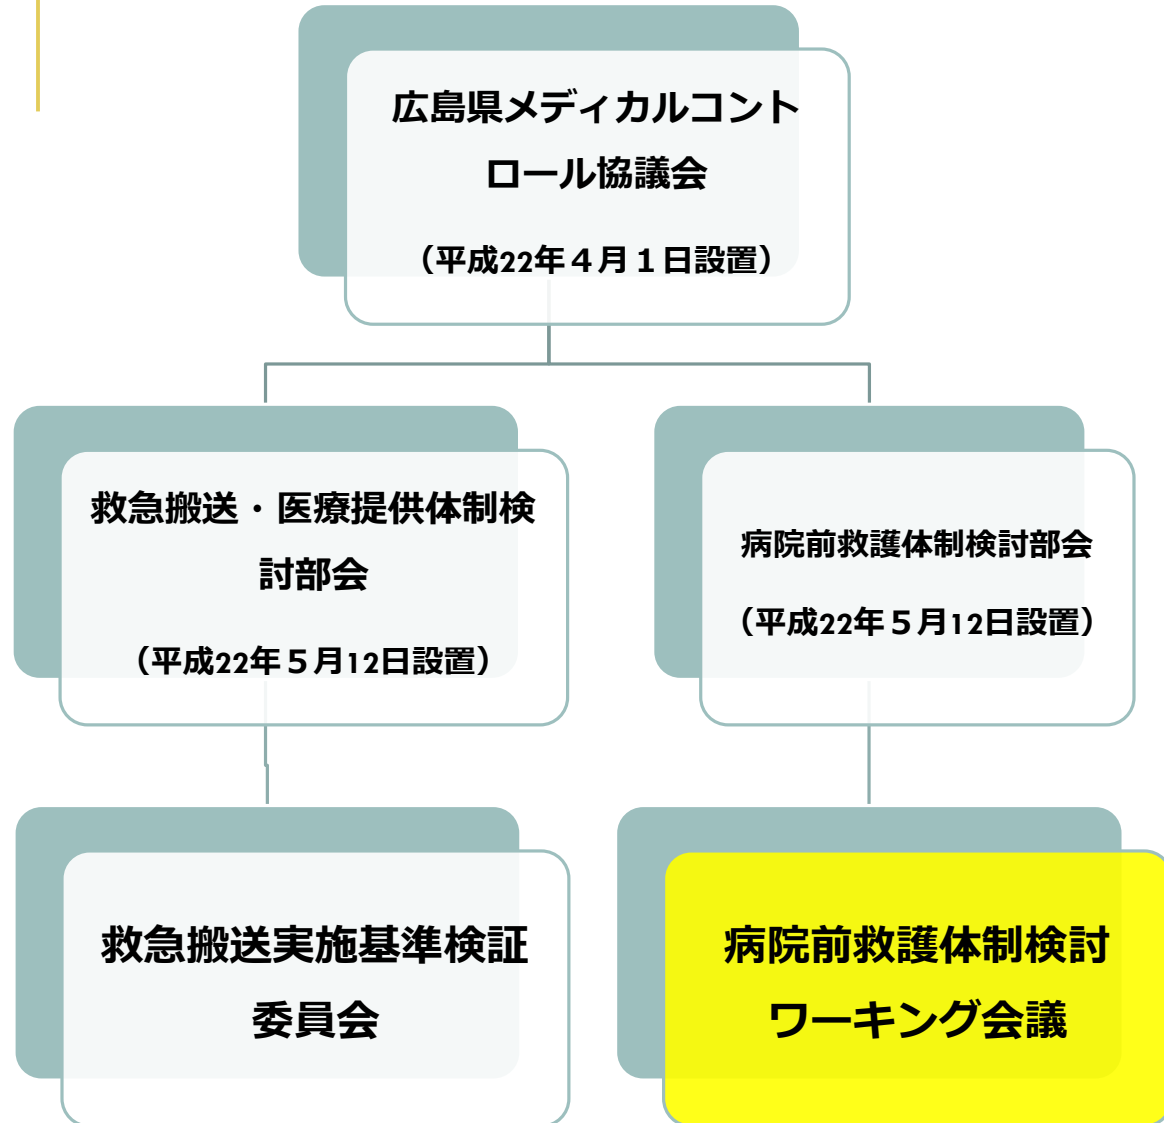 広島県メディカルコント
ロール協議会
（平成22年４月１日設置）
救急搬送・医療提供体制検
討部会
（平成22年５月12日設置）
病院前救護体制検討部会
（平成22年５月12日設置）
救急搬送実施基準検証
委員会
病院前救護体制検討
ワーキング会議